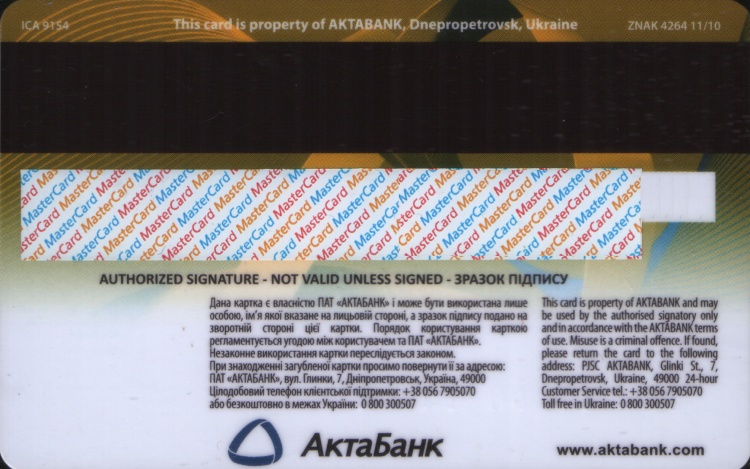 ICA 9154
This card is property of AKTABANK, Dnepropetrovsk, Ukraine
ZNAK 4264 11/10
MasterCard MasterCard MasterCard MasterCard MasterCard MasterCard
AUTHORIZED SIGNATURE - NOT VALID UNLESS SIGNED - ЗРАЗОК ПІДПИСУ
Дана картка є власністю ПАТ «АКТАБАНК» і може бути використана лише
особою, ім'я якої вказане на лицьовій стороні, а зразок підпису подано на
зворотній стороні цієї картки. Порядок користування карткою
регламентується угодою між користувачем та ПАТ «АКТАБАНК».
Незаконне використання картки переслідується законом.
При знаходженні загубленої картки просимо повернути її за адресою:
ПАТ «АКТАБАНК», вул. Глинки, 7, Дніпропетровськ, Україна, 49000
Цілодобовий телефон клієнтської підтримки: +38 056 7905070
або безкоштовно в межах України: 0 800 300507
This card is property of AKTABANK and may
be used by the authorised signatory only
and in accordance with the AKTABANK terms
of use. Misuse is a criminal offence. If found,
please return the card to the following
address: PJSC AKTABANK, Glinki St., 7,
Dnepropetrovsk, Ukraine, 49000 24-hour
Customer Service tel.: +38 056 7905070
Toll free in Ukraine: 0 800 300507
АктаБанк
www.aktabank.com